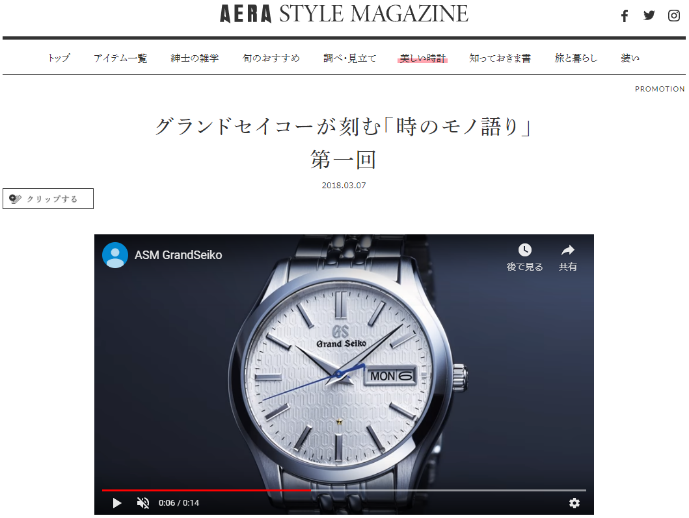 AERA STYLE MAGAZINE
トップ
アイテム一覧
紳士の雑学
旬のおすすめ
調べ・見立て
美しい時計
知っておきま書
旅と暮らし
装い
PROMOTION
グランドセイコーが刻む「時のモノ語り」
第一回
2018.03.07
クリップする
ASM GrandSeiko
後で見る
共有
GS
Grand Seiko
MON 6
0:06 / 0:14